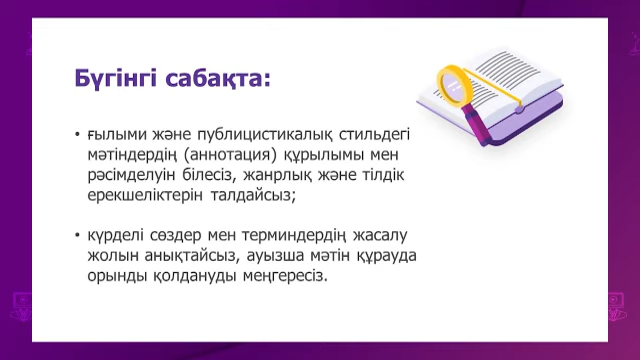 Бүгінгі сабақта:
• ғылыми және публицистикалық стильдегі
мәтіндердің (аннотация) құрылымы мен
рәсімделуін білесіз, жанрлық және тілдік
ерекшеліктерін талдайсыз;
• күрделі сөздер мен терминдердің жасалу
жолын анықтайсыз, ауызша мәтін құрауда
орынды қолдануды меңгересіз.